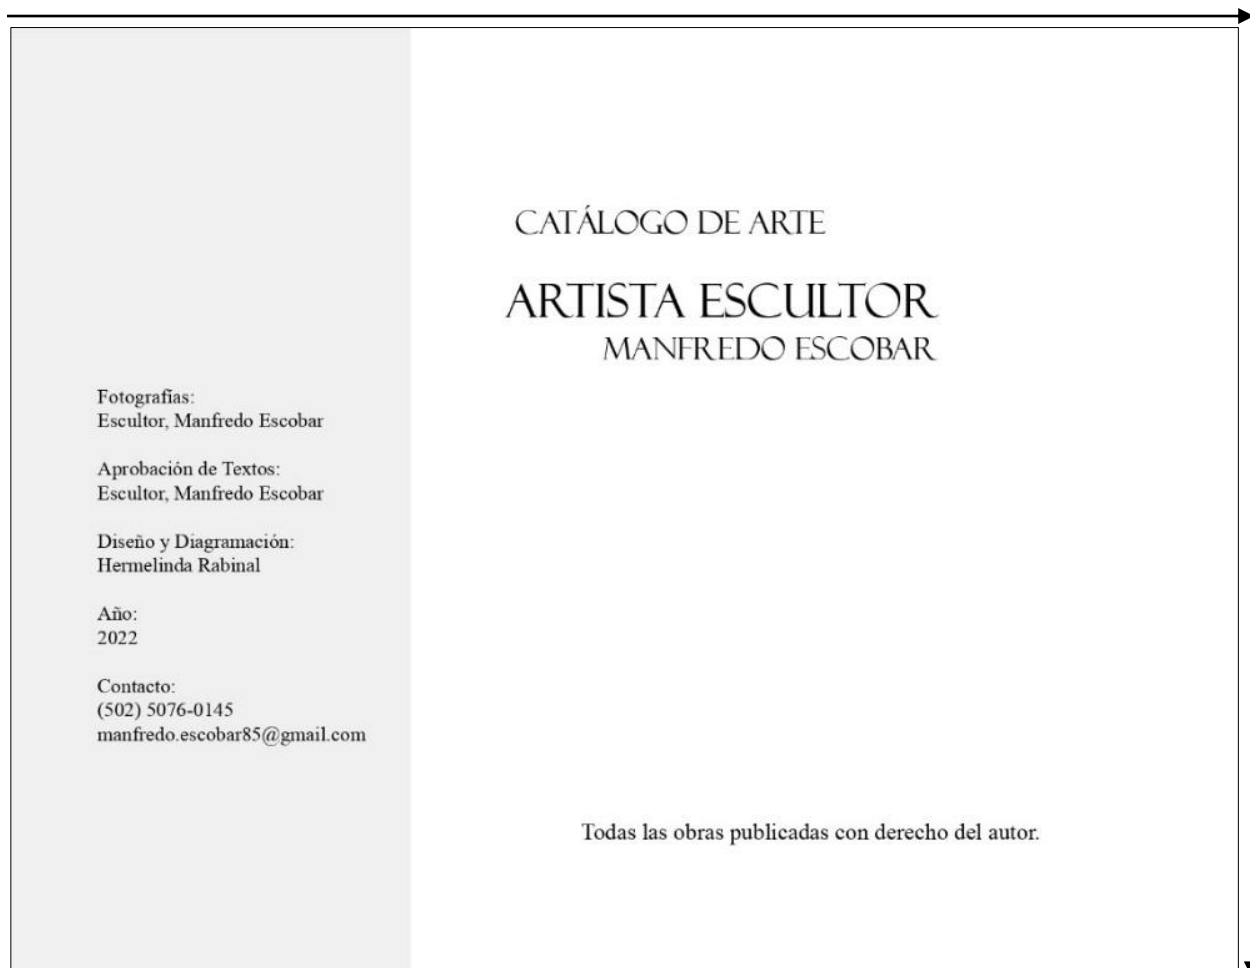 CATÁLOGO DE ARTE
ARTISTA ESCULTOR
MANFREDO ESCOBAR
Fotografías:
Escultor, Manfredo Escobar
Aprobación de Textos:
Escultor, Manfredo Escobar
Diseño y Diagramación:
Hermelinda Rabinal
Año:
2022
Contacto:
(502) 5076-0145
manfredo.escobar85@gmail.com
Todas las obras publicadas con derecho del autor.